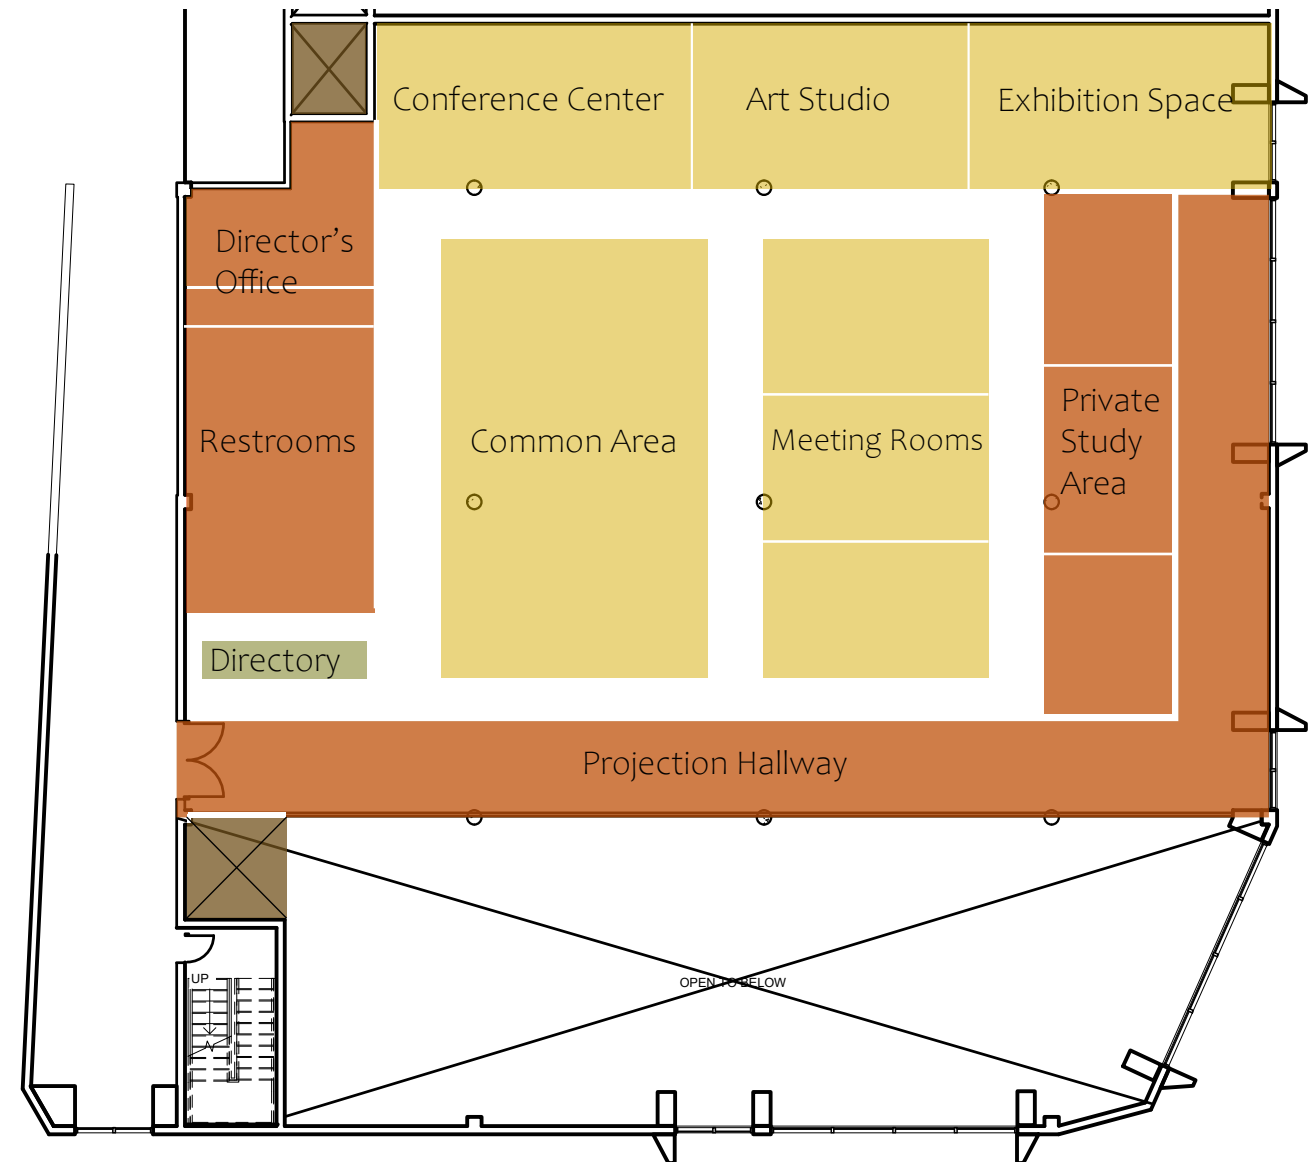 Conference Center
Art Studio
Exhibition Space
Director’s
Office
Restrooms
Common Area
Meeting Rooms
Private
Study
Area
Directory
Projection Hallway
UP
OPEN TO BELOW